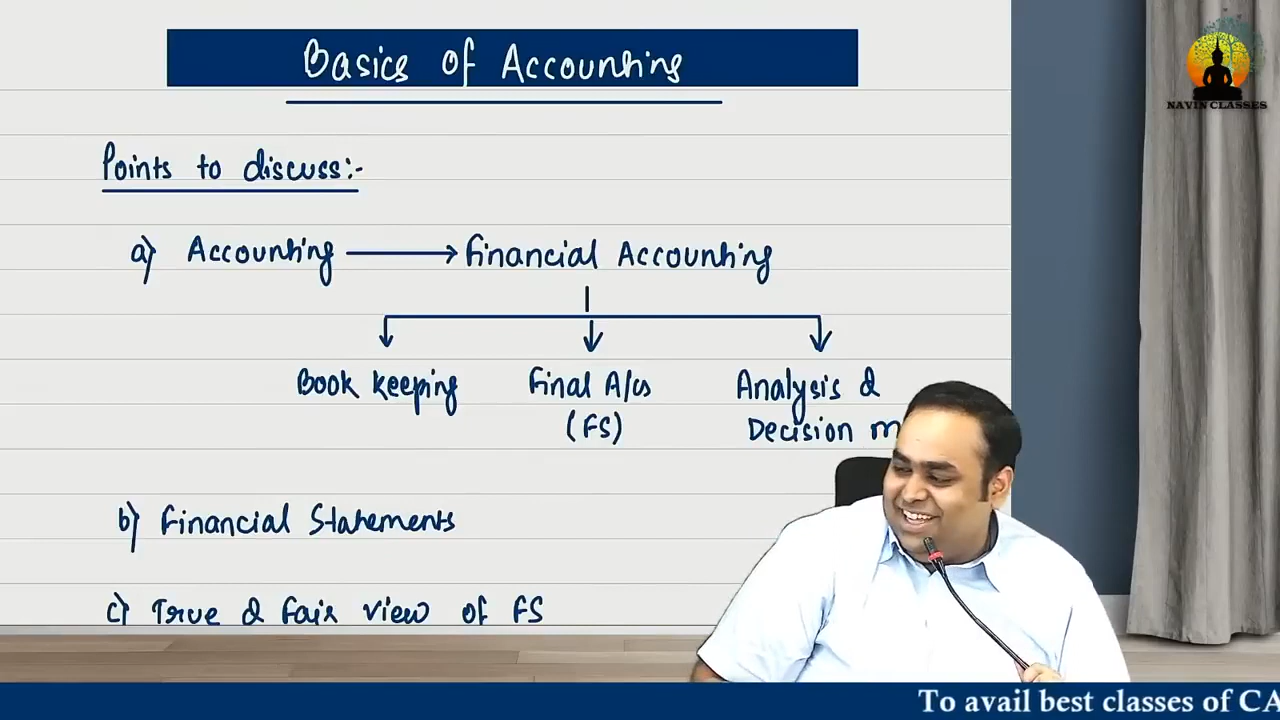 Basics of Accounting
NAVIN CLASSES
Points to discuss:-
a) Accounting → Financial Accounting
Book keeping Final A/cs Analysis &
(FS) Decision m
b) Financial Statements
c) True & Fair view of FS
To avail best classes of CA